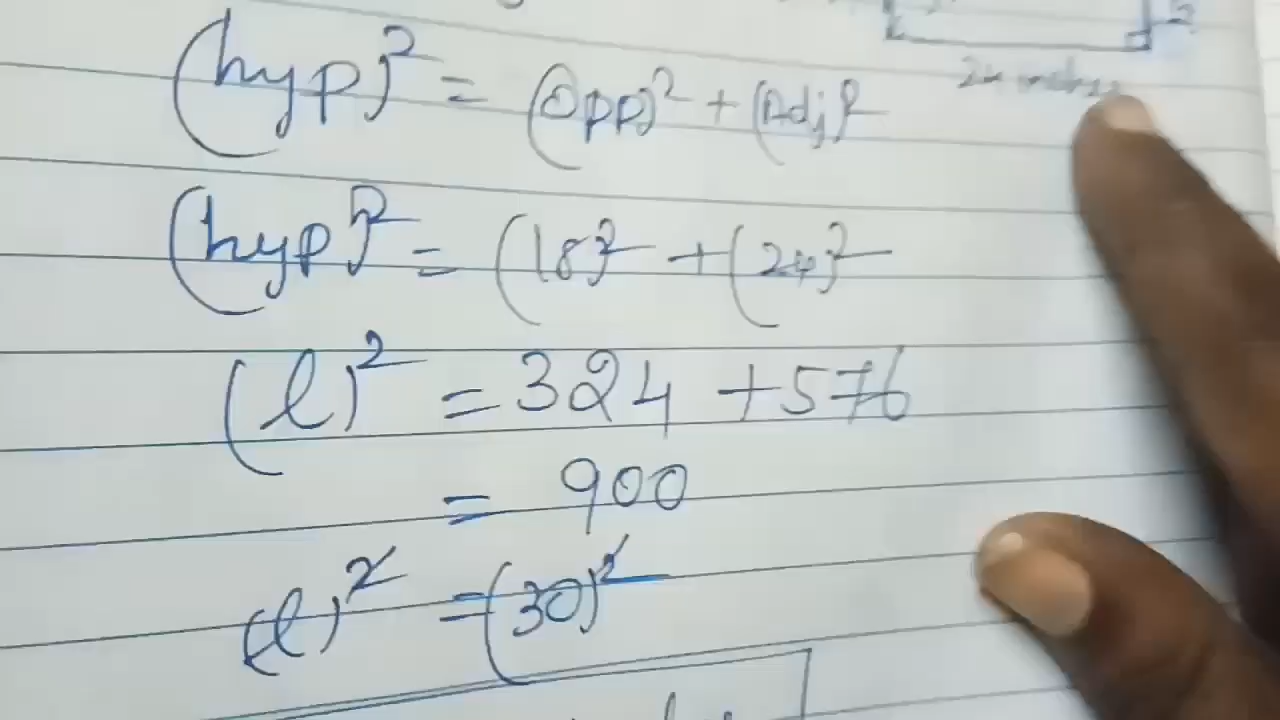 (hyp)² = (Opp)² + (Adj)²
24
(hyp)² = (18)² + (24)²
(l)² = 324 + 576
= 900
(l)² = (30)²